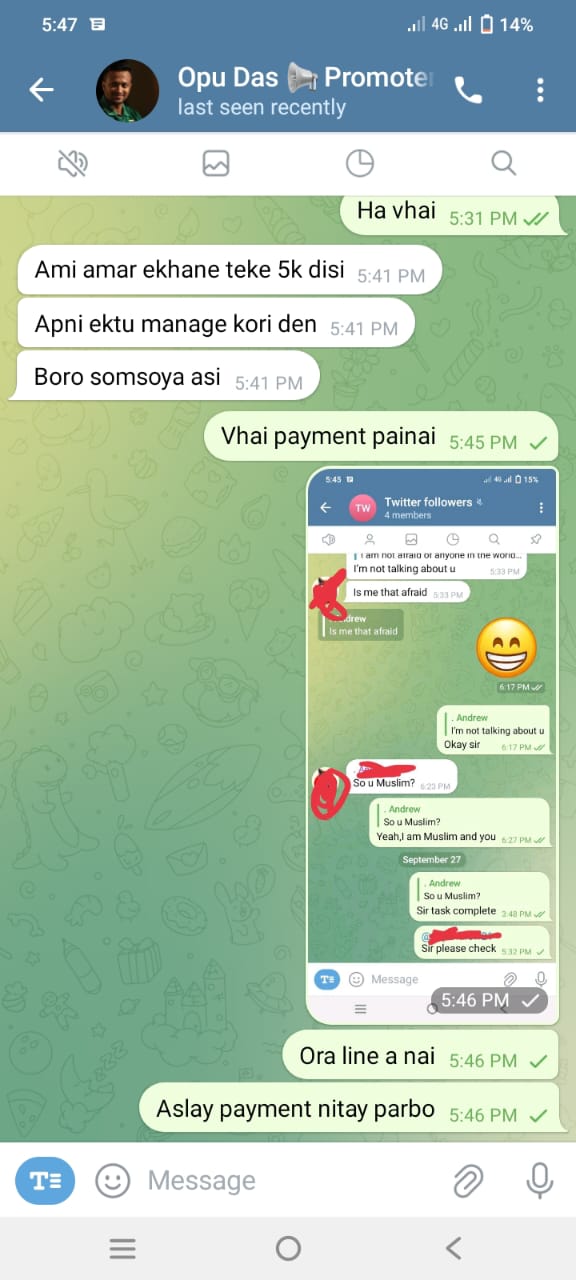 5:47
4G 14%
Opu Das Promoter
last seen recently
Ha vhai 5:31 PM
Ami amar ekhane teke 5k disi 5:41 PM
Apni ektu manage kori den 5:41 PM
Boro somsoya asi 5:41 PM
Vhai payment painai 5:45 PM
5:45 4G 15%
TW
Twitter followers
4 members
I am not afraid of anyone in the world...
I'm not talking about u 5:33 PM
Is me that afraid 5:33 PM
drew
Is me that afraid
6:17 PM
. Andrew
I'm not talking about u
Okay sir 6:17 PM
So u Muslim? 6:23 PM
. Andrew
So u Muslim?
Yeah,I am Muslim and you 6:27 PM
September 27
. Andrew
So u Muslim?
Sir task complete 3:48 PM
@
Sir please check 5:32 PM
T Message
5:46 PM
Ora line a nai 5:46 PM
Aslay payment nitay parbo 5:46 PM
T Message